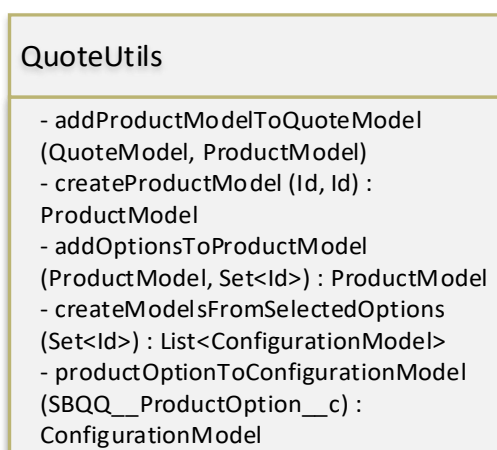 QuoteUtils
- addProductModelToQuoteModel
(QuoteModel, ProductModel)
- createProductModel (Id, Id) :
ProductModel
- addOptionsToProductModel
(ProductModel, Set<Id>) : ProductModel
- createModelsFromSelectedOptions
(Set<Id>) : List<ConfigurationModel>
- productOptionToConfigurationModel
(SBQQ__ProductOption__c) :
ConfigurationModel